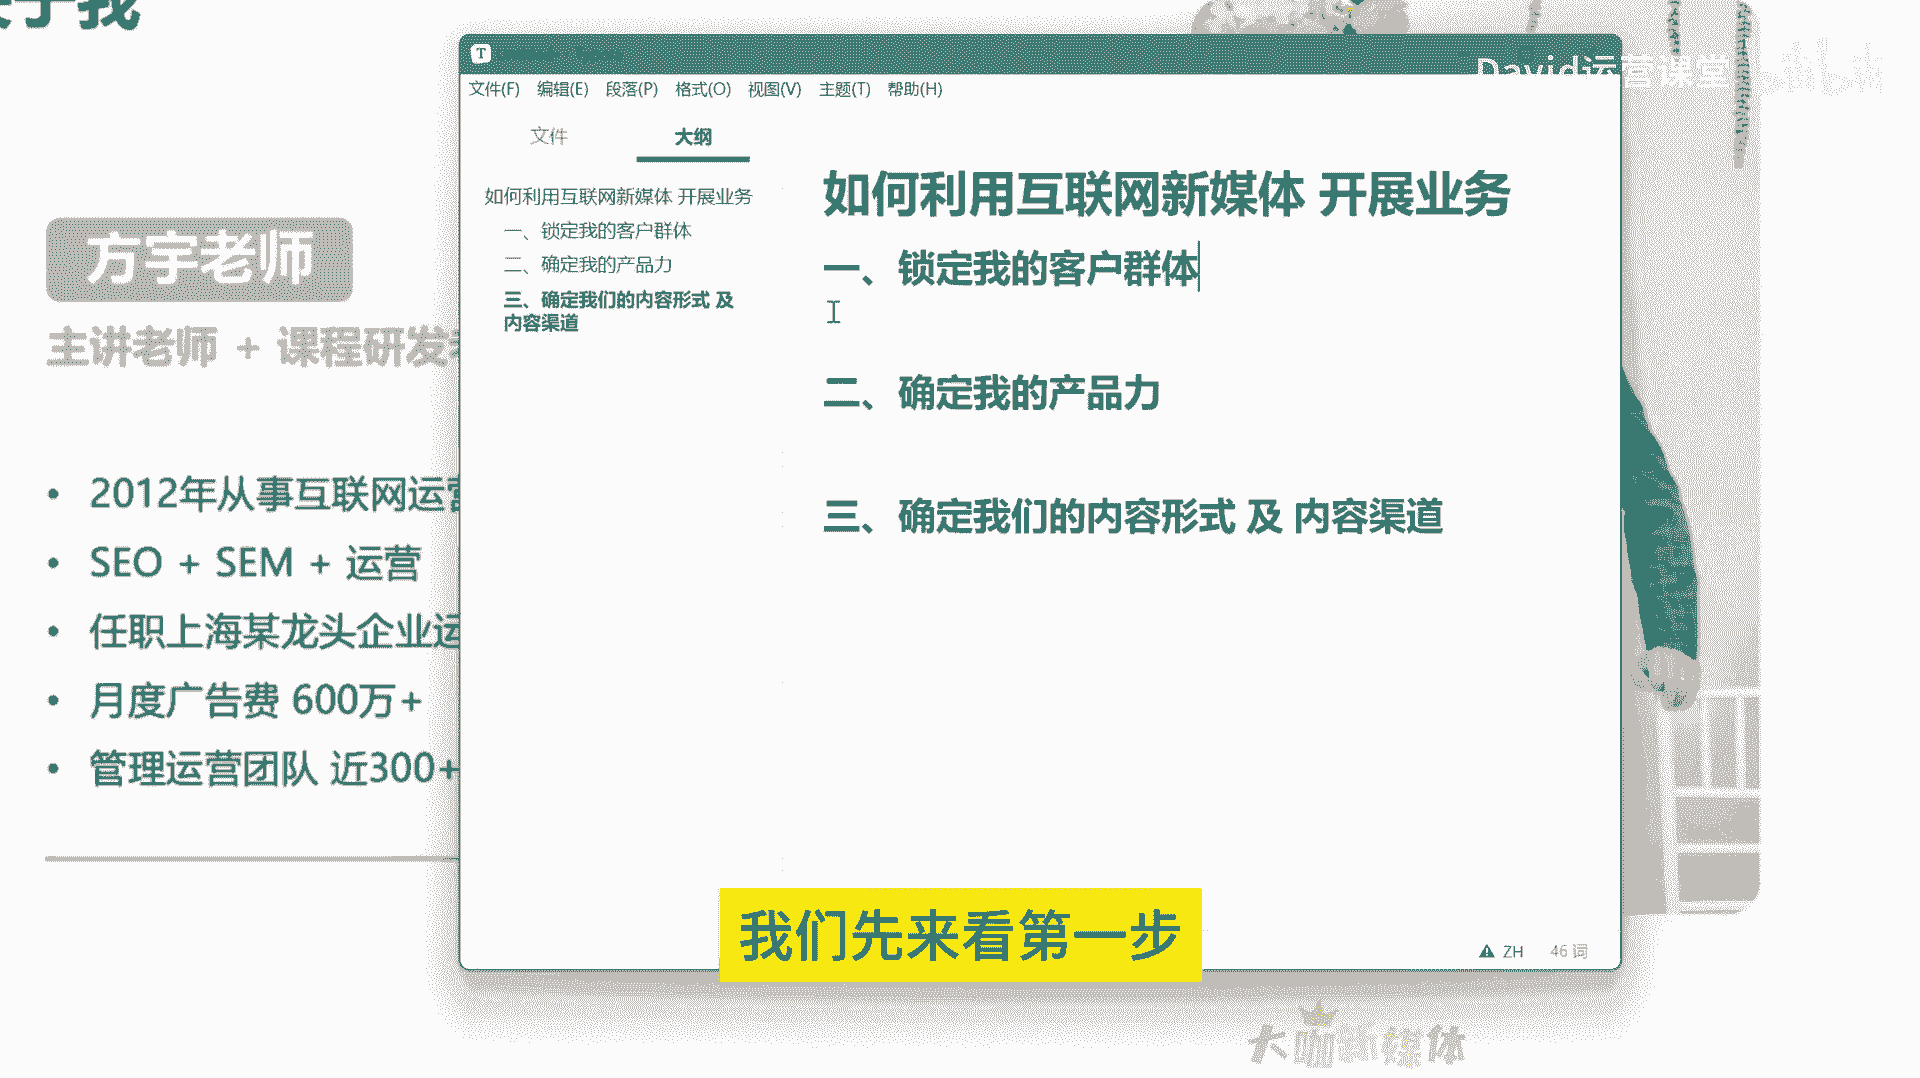 David运营课堂
T
文件(F) 编辑(E) 段落(P) 格式(O) 视图(V) 主题(T) 帮助(H)
文件 大纲
如何利用互联网新媒体 开展业务
一、锁定我的客户群体
二、确定我的产品力
三、确定我们的内容形式 及
内容渠道
如何利用互联网新媒体 开展业务
一、锁定我的客户群体
二、确定我的产品力
三、确定我们的内容形式 及 内容渠道
方宇老师
主讲老师 + 课程研发
2012年从事互联网运营
SEO + SEM + 运营
任职上海某龙头企业运
月度广告费 600万+
管理运营团队 近300+
我们先来看第一步
ZH 46 词
大咖新媒体